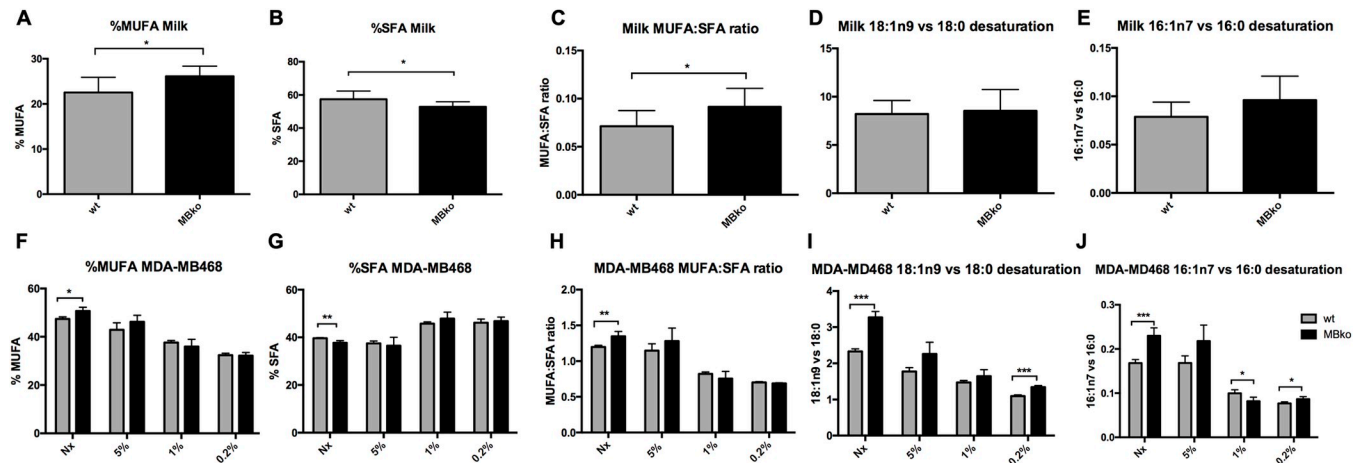 A
%MUFA Milk
*
% MUFA
30
20
10
0
wt
MBko
B
%SFA Milk
*
% SFA
80
60
40
20
0
wt
MBko
C
Milk MUFA:SFA ratio
*
MUFA:SFA ratio
0.15
0.10
0.05
0.00
wt
MBko
D
Milk 18:1n9 vs 18:0 desaturation
15
10
5
0
wt
MBko
E
Milk 16:1n7 vs 16:0 desaturation
16:1n7 vs 16:0
0.15
0.10
0.05
0.00
wt
MBko
F
%MUFA MDA-MB468
*
% MUFA
60
40
20
0
Nx
5%
1%
0.2%
G
%SFA MDA-MB468
**
% SFA
60
40
20
0
Nx
5%
1%
0.2%
H
MDA-MB468 MUFA:SFA ratio
**
MUFA:SFA ratio
2.0
1.5
1.0
0.5
0.0
Nx
5%
1%
0.2%
I
MDA-MD468 18:1n9 vs 18:0 desaturation
***
***
18:1n9 vs 18:0
4
3
2
1
0
Nx
5%
1%
0.2%
J
MDA-MD468 16:1n7 vs 16:0 desaturation
***
*
*
16:1n7 vs 16:0
0.3
0.2
0.1
0.0
Nx
5%
1%
0.2%
wt
MBko